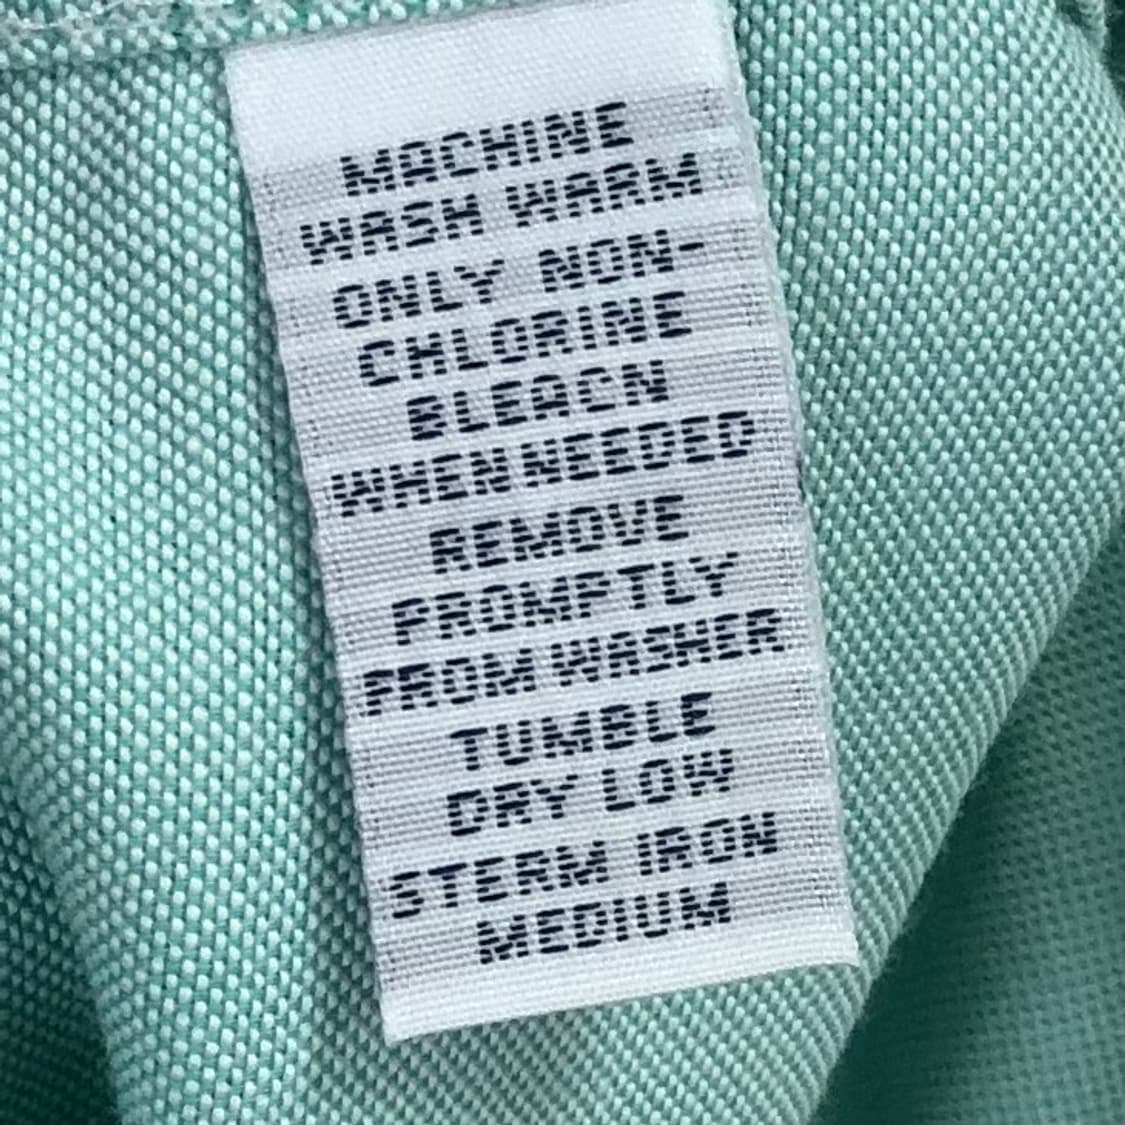 MACHINE
WASH WARM
ONLY NON-
CHLORINE
BLEACN
WHEN NEEDED
REMOVE
PROMPTLY
FROM WASHER
TUMBLE
DRY LOW
STERM IRON
MEDIUM